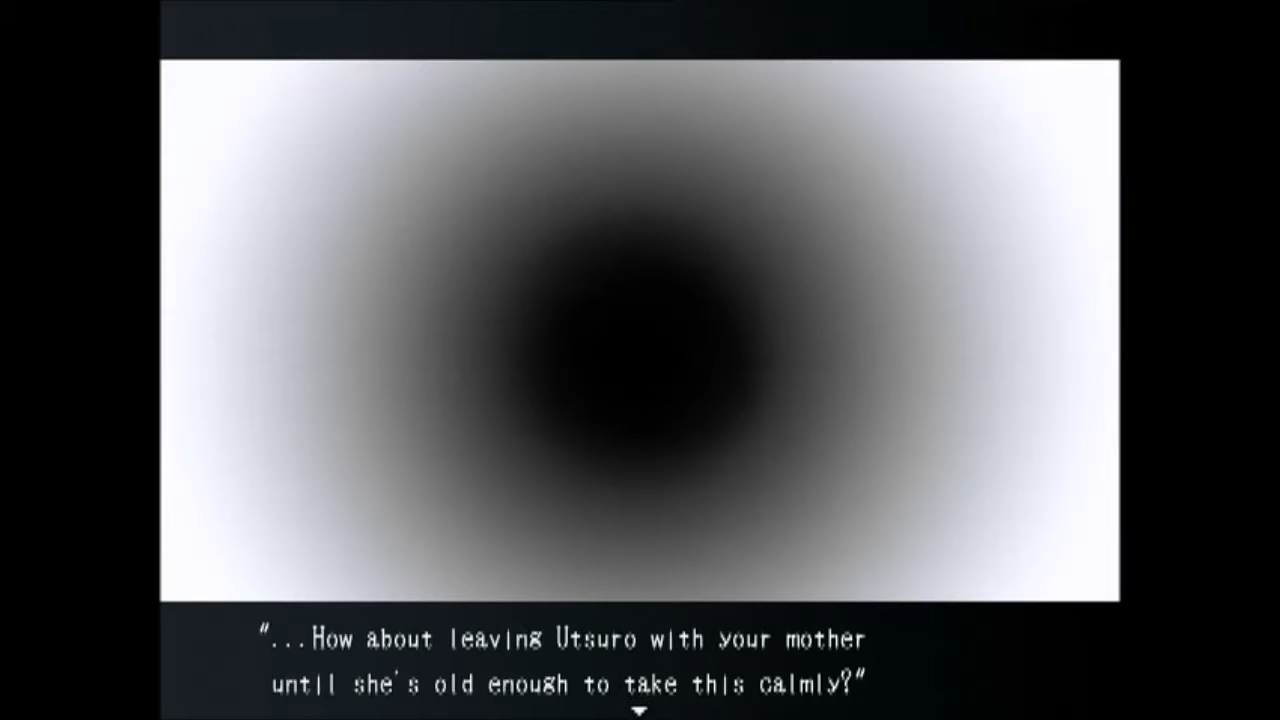 "...How about leaving Utsuro with your mother
until she's old enough to take this calmly?"